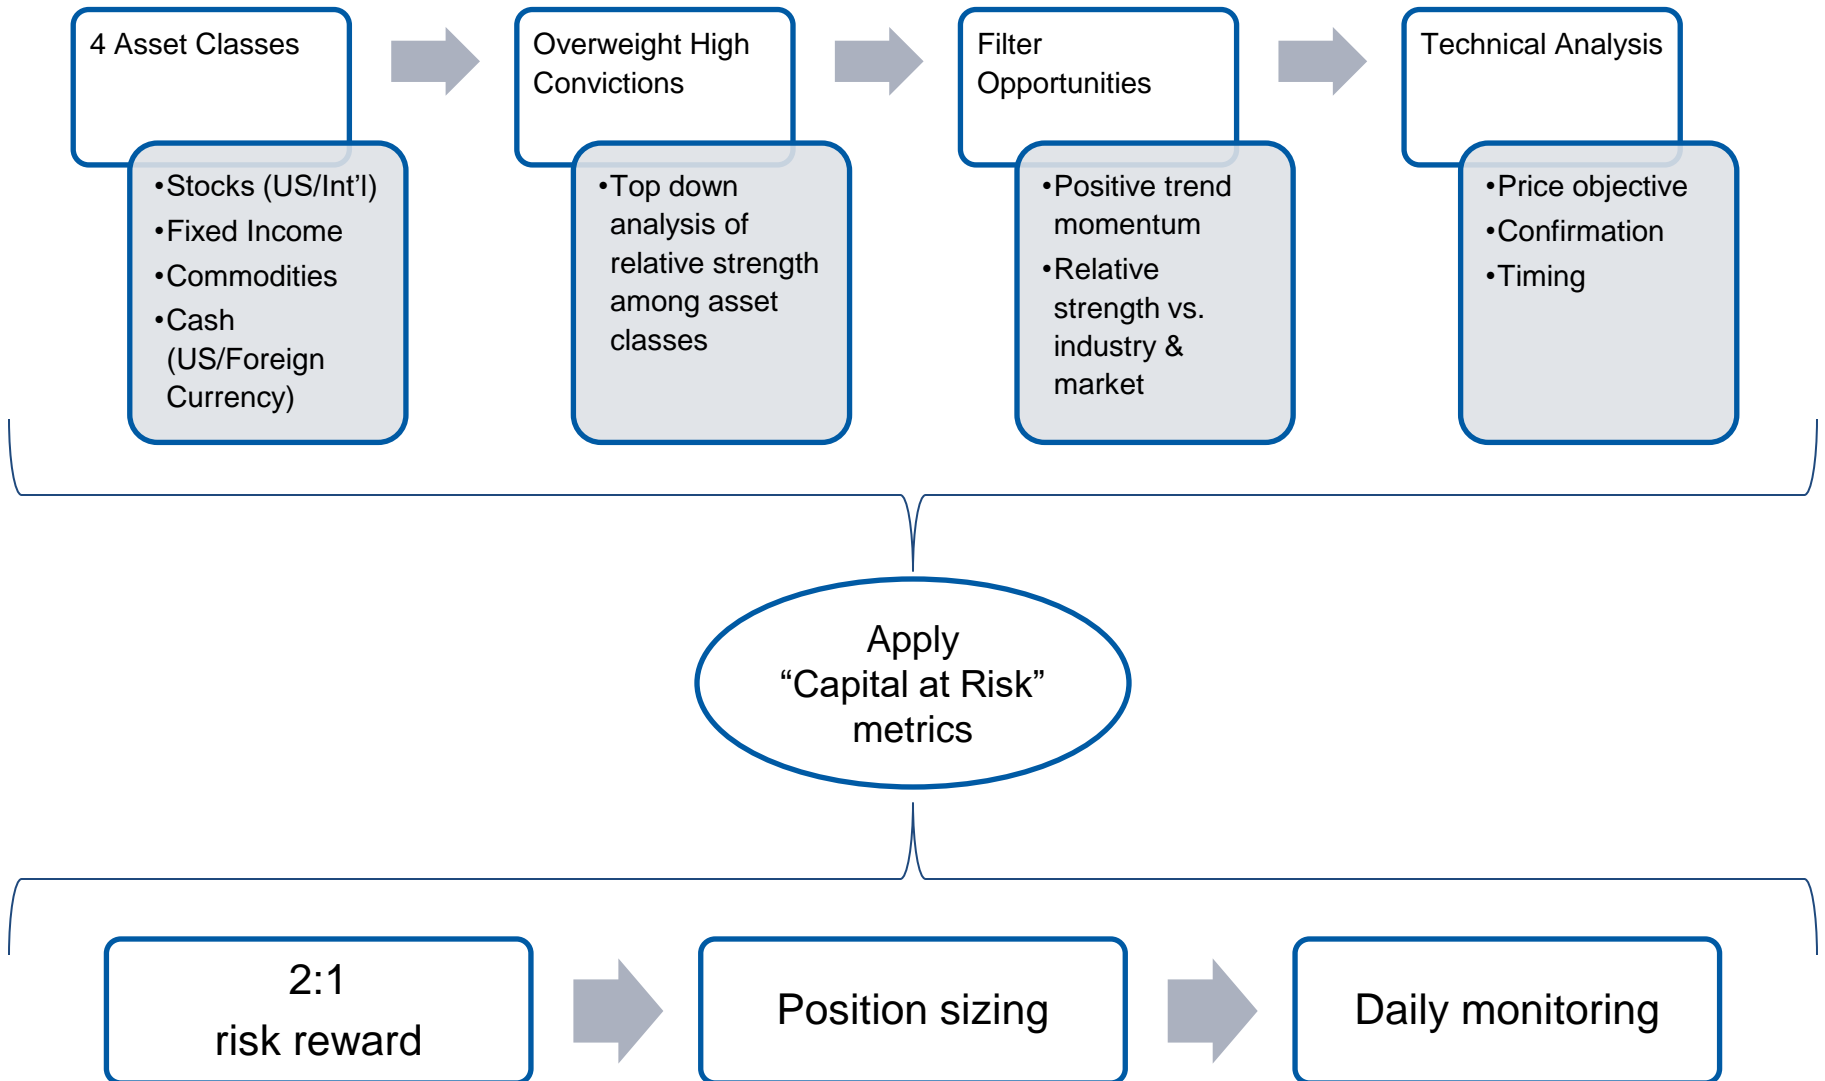 4 Asset Classes
•Stocks (US/Int’l)
•Fixed Income
•Commodities
•Cash
(US/Foreign
Currency)
Overweight High
Convictions
•Top down
analysis of
relative strength
among asset
classes
Filter
Opportunities
•Positive trend
momentum
•Relative
strength vs.
industry &
market
Technical Analysis
•Price objective
•Confirmation
•Timing
Apply
“Capital at Risk”
metrics
2:1
risk reward
Position sizing
Daily monitoring